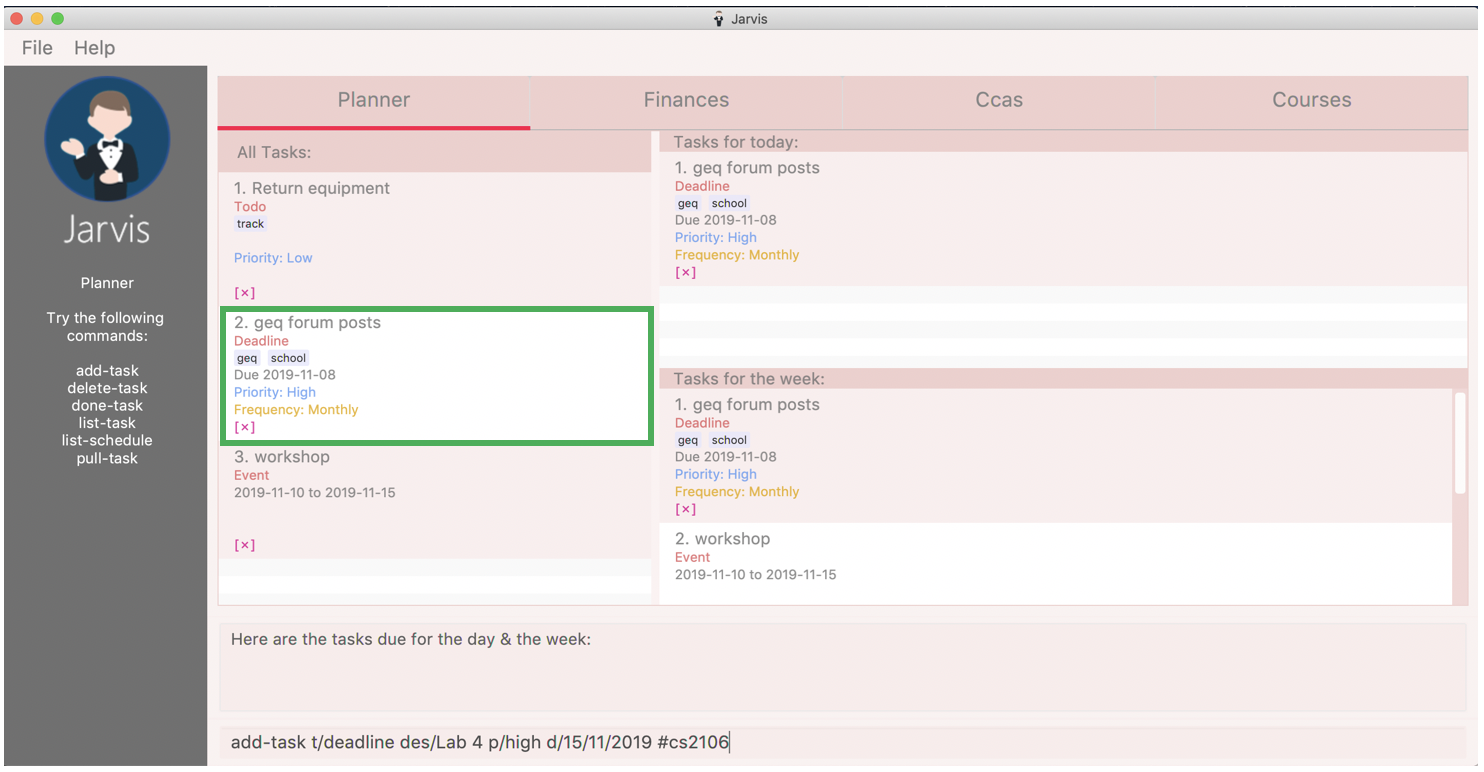 Jarvis
File Help
Jarvis
Planner
Try the following
commands:
add-task
delete-task
done-task
list-task
list-schedule
pull-task
Planner Finances Ccas Courses
All Tasks:
1. Return equipment
Todo
track
Priority: Low
[×]
2. geq forum posts
Deadline
geq school
Due 2019-11-08
Priority: High
Frequency: Monthly
[×]
3. workshop
Event
2019-11-10 to 2019-11-15
[×]
Tasks for today:
1. geq forum posts
Deadline
geq school
Due 2019-11-08
Priority: High
Frequency: Monthly
[×]
Tasks for the week:
1. geq forum posts
Deadline
geq school
Due 2019-11-08
Priority: High
Frequency: Monthly
[×]
2. workshop
Event
2019-11-10 to 2019-11-15
Here are the tasks due for the day & the week:
add-task t/deadline des/Lab 4 p/high d/15/11/2019 #cs2106